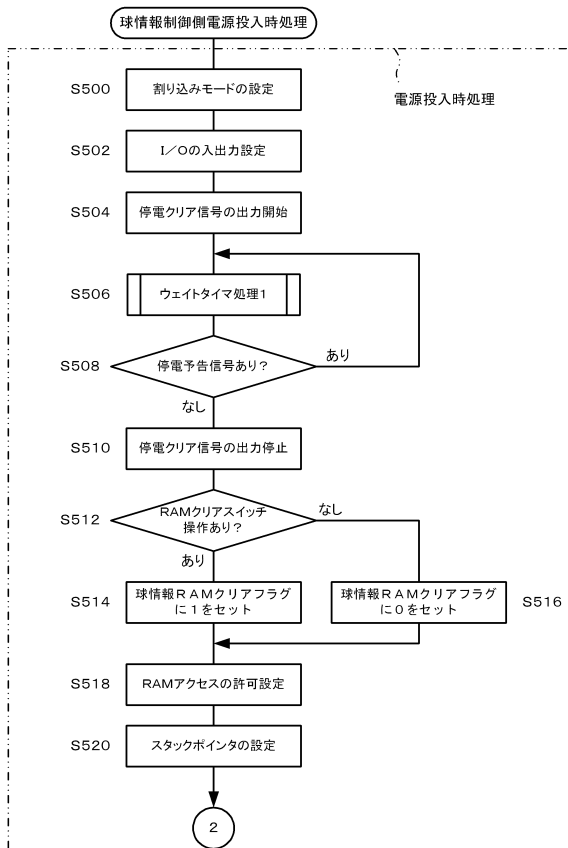 球情報制御側電源投入時処理
電源投入時処理
S500
割り込みモードの設定
S502
I／Oの入出力設定
S504
停電クリア信号の出力開始
S506
ウェイトタイマ処理1
S508
停電予告信号あり？
あり
なし
S510
停電クリア信号の出力停止
S512
RAMクリアスイッチ
操作あり？
なし
あり
S514
球情報RAMクリアフラグ
に1をセット
球情報RAMクリアフラグ
に0をセット
S516
S518
RAMアクセスの許可設定
S520
スタックポインタの設定
2